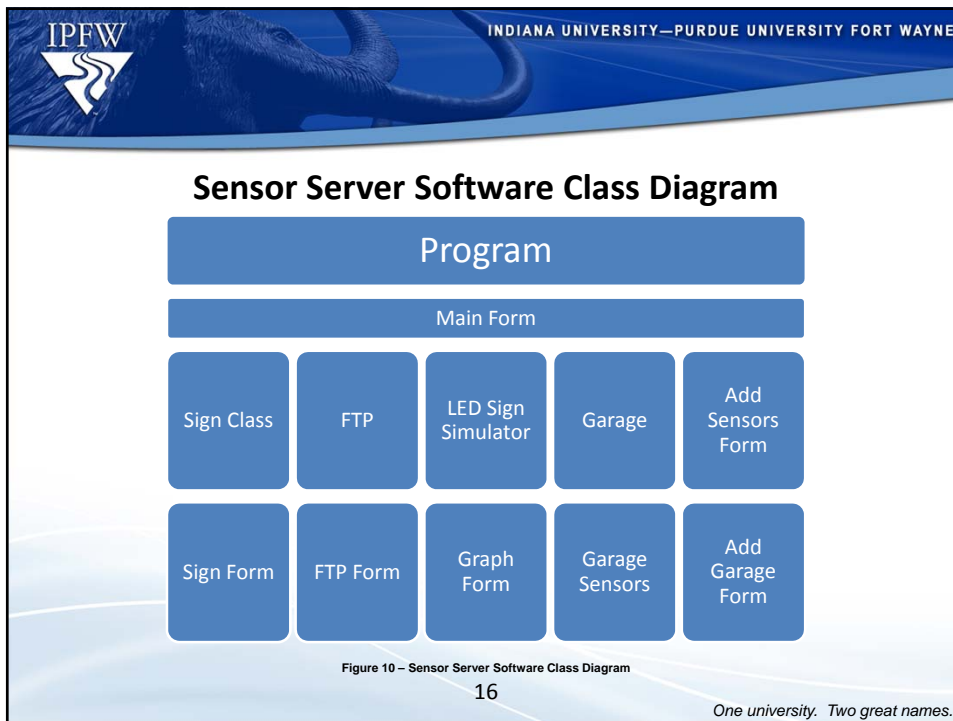 IPFW
INDIANA UNIVERSITY—PURDUE UNIVERSITY FORT WAYNE
Sensor Server Software Class Diagram
Program
Main Form
Sign Class
FTP
LED Sign
Simulator
Garage
Add
Sensors
Form
Sign Form
FTP Form
Graph
Form
Garage
Sensors
Add
Garage
Form
Figure 10 – Sensor Server Software Class Diagram
16
One university. Two great names.